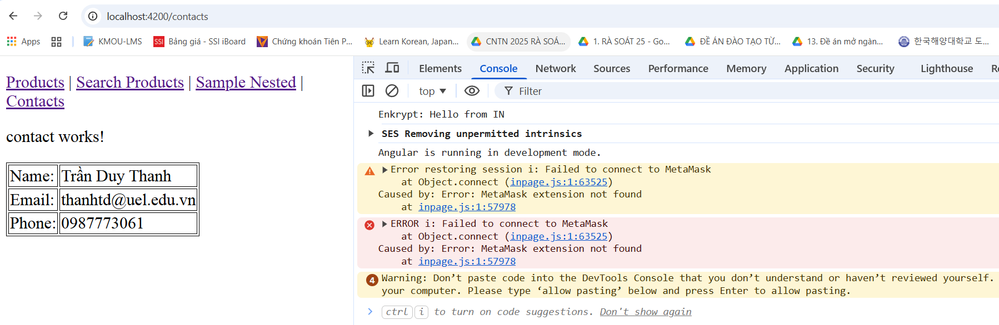 localhost:4200/contacts
Apps KMOU-LMS SSI Bảng giá - SSI iBoard Chứng khoán Tiên P... Learn Korean, Japan... CNTN 2025 RÀ SOÁ... 1. RÀ SOÁT 25 - Go... ĐỀ ÁN ĐÀO TẠO TỪ... 13. Đề án mở ngàn... 한국해양대학교 도...
Products | Search Products | Sample Nested |
Contacts
contact works!
Name: Trần Duy Thanh
Email: thanhtd@uel.edu.vn
Phone: 0987773061
Elements Console Network Sources Performance Memory Application Security Lighthouse Re
top Filter
Enkrypt: Hello from IN
SES Removing unpermitted intrinsics
Angular is running in development mode.
Error restoring session i: Failed to connect to MetaMask
at Object.connect (inpage.js:1:63525)
Caused by: Error: MetaMask extension not found
at inpage.js:1:57978
ERROR i: Failed to connect to MetaMask
at Object.connect (inpage.js:1:63525)
Caused by: Error: MetaMask extension not found
at inpage.js:1:57978
4 Warning: Don’t paste code into the DevTools Console that you don’t understand or haven’t reviewed yourself.
your computer. Please type ‘allow pasting’ below and press Enter to allow pasting.
ctrl i to turn on code suggestions. Don't show again